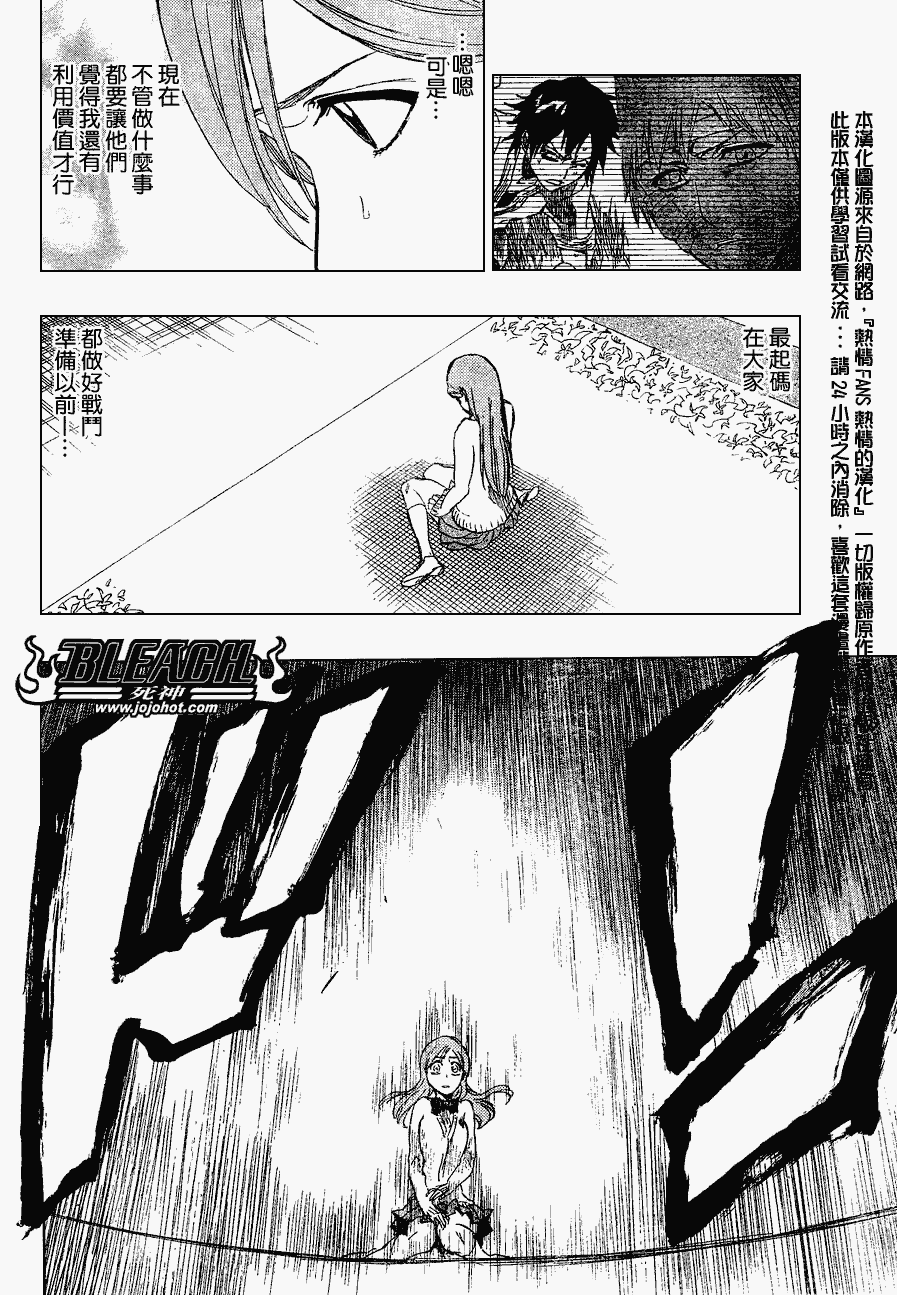 …嗯嗯
可是…
現在
不管做什麼事
都要讓他們
覺得我還有
利用價值才行
最起碼
在大家
都做好戰鬥
準備以前—…
ドン
BLEACH
死神
www.jojohot.com
本漢化圖源來自於網路，『熱情FANS熱情的漢化』一切版權歸原作
此版本僅供學習試看交流… 請24小時之內消除，喜歡這套漫畫